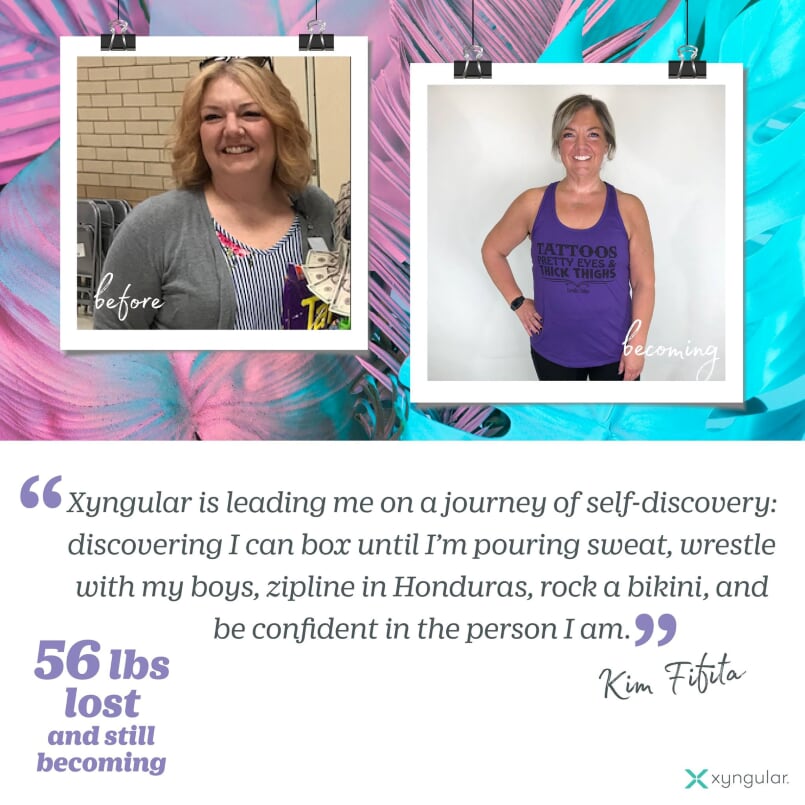 before
TATTOOS
PRETTY EYES &
THICK THIGHS
becoming
“Xyngular is leading me on a journey of self-discovery:
discovering I can box until I’m pouring sweat, wrestle
with my boys, zipline in Honduras, rock a bikini, and
be confident in the person I am.”
Kim Fifita
56 lbs
lost
and still
becoming
xyngular.